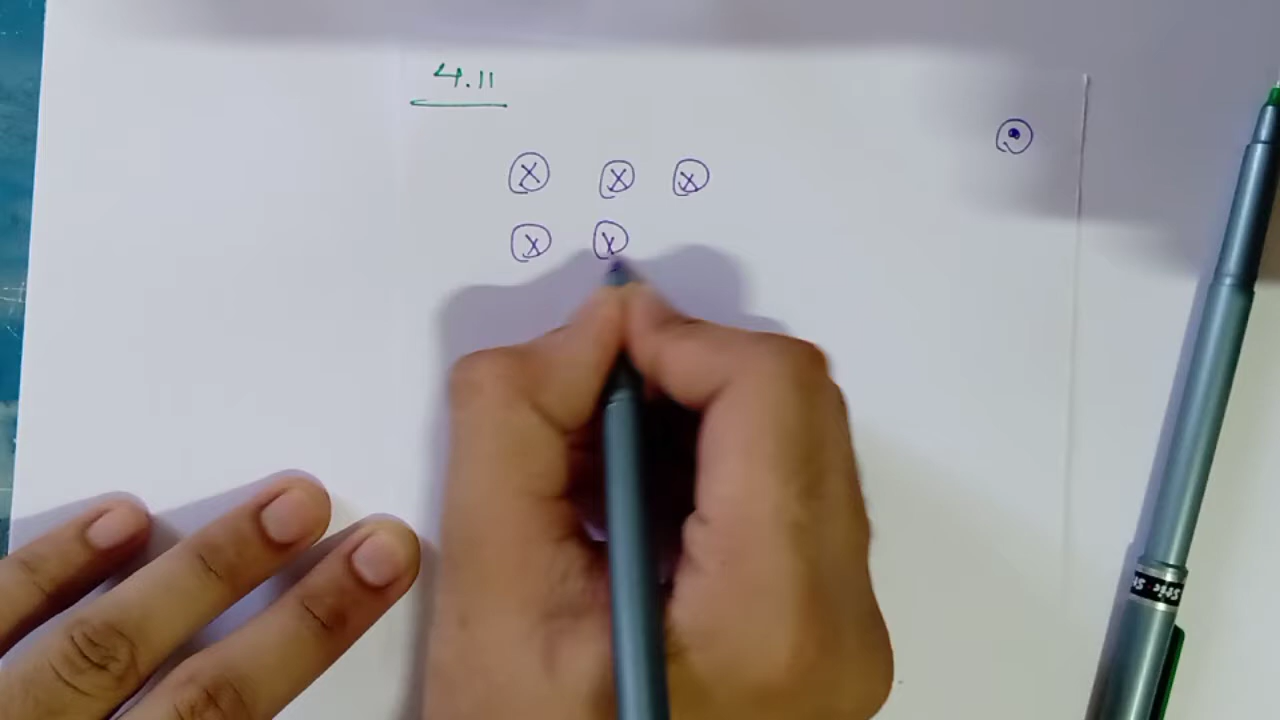 4.11
ⓧ ⓧ ⓧ
ⓧ ⓧ